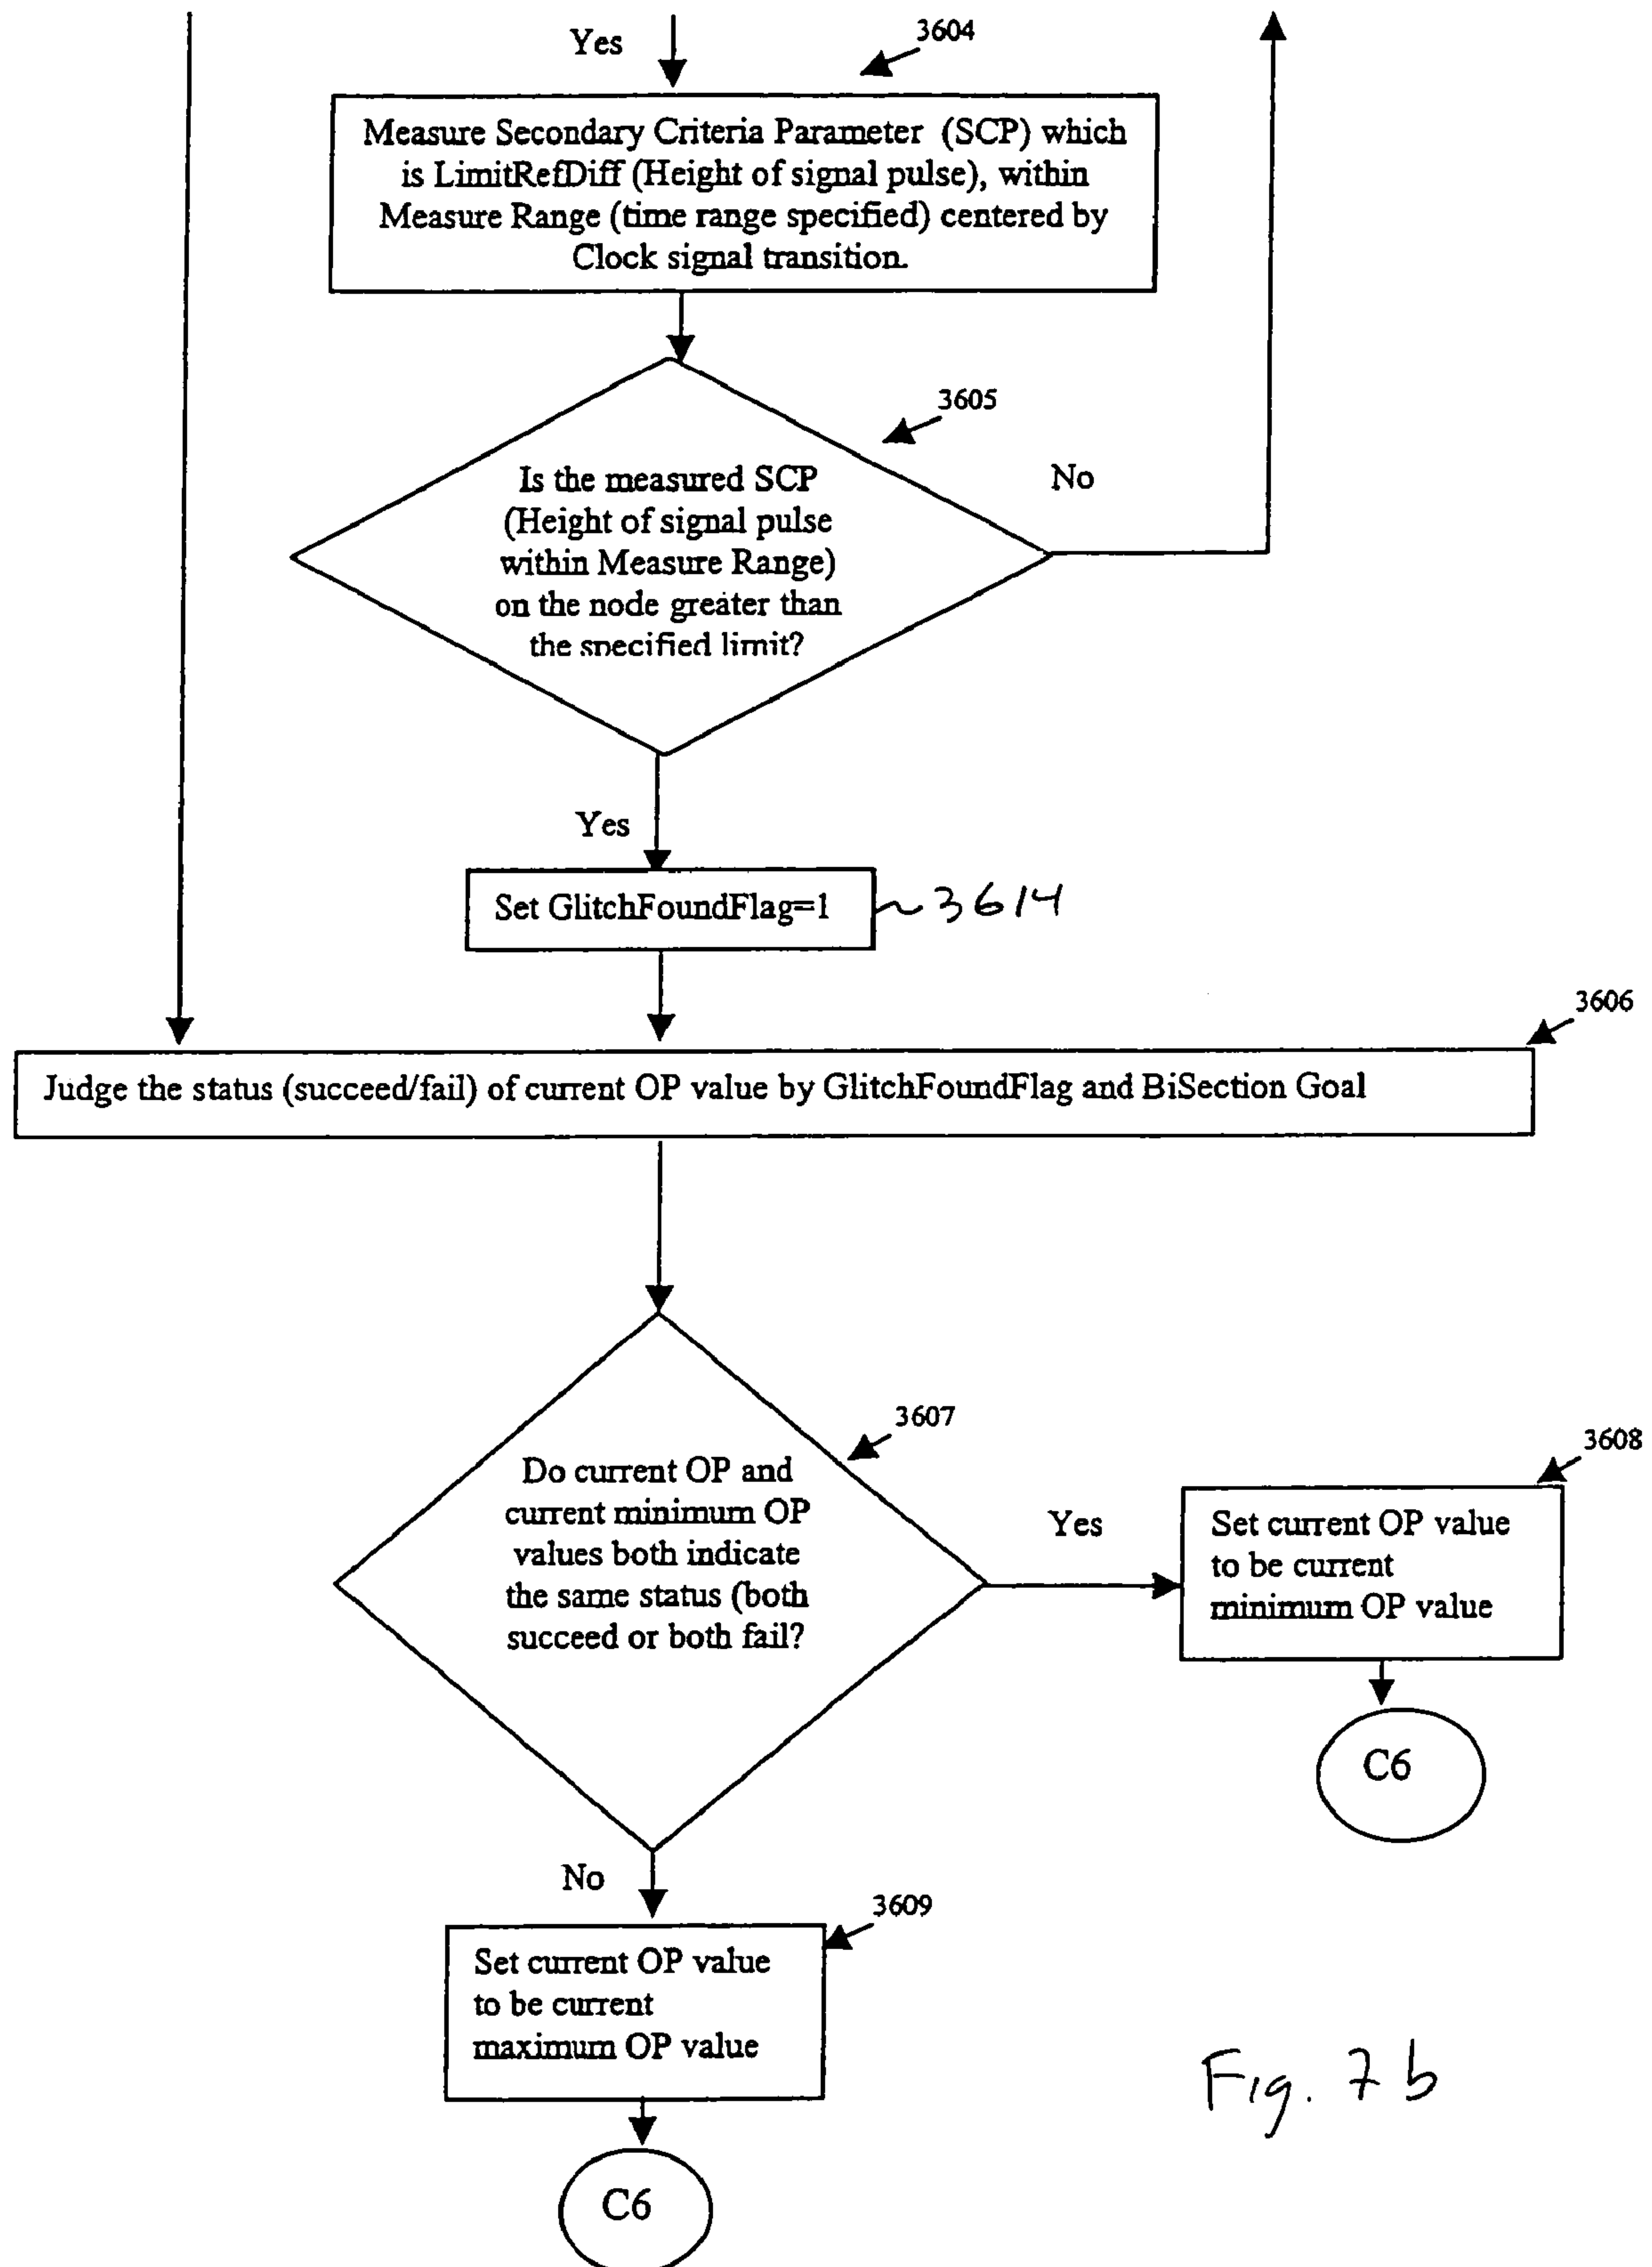 Yes
3604
Measure Secondary Criteria Parameter (SCP) which
is LimitRefDiff (Height of signal pulse), within
Measure Range (time range specified) centered by
Clock signal transition.
3605
Is the measured SCP
(Height of signal pulse
within Measure Range)
on the node greater than
the specified limit?
No
Yes
Set GlitchFoundFlag=1
3614
3606
Judge the status (succeed/fail) of current OP value by GlitchFoundFlag and BiSection Goal
3607
Do current OP and
current minimum OP
values both indicate
the same status (both
succeed or both fail?
Yes
3608
Set current OP value
to be current
minimum OP value
C6
No
3609
Set current OP value
to be current
maximum OP value
C6
Fig. 7b